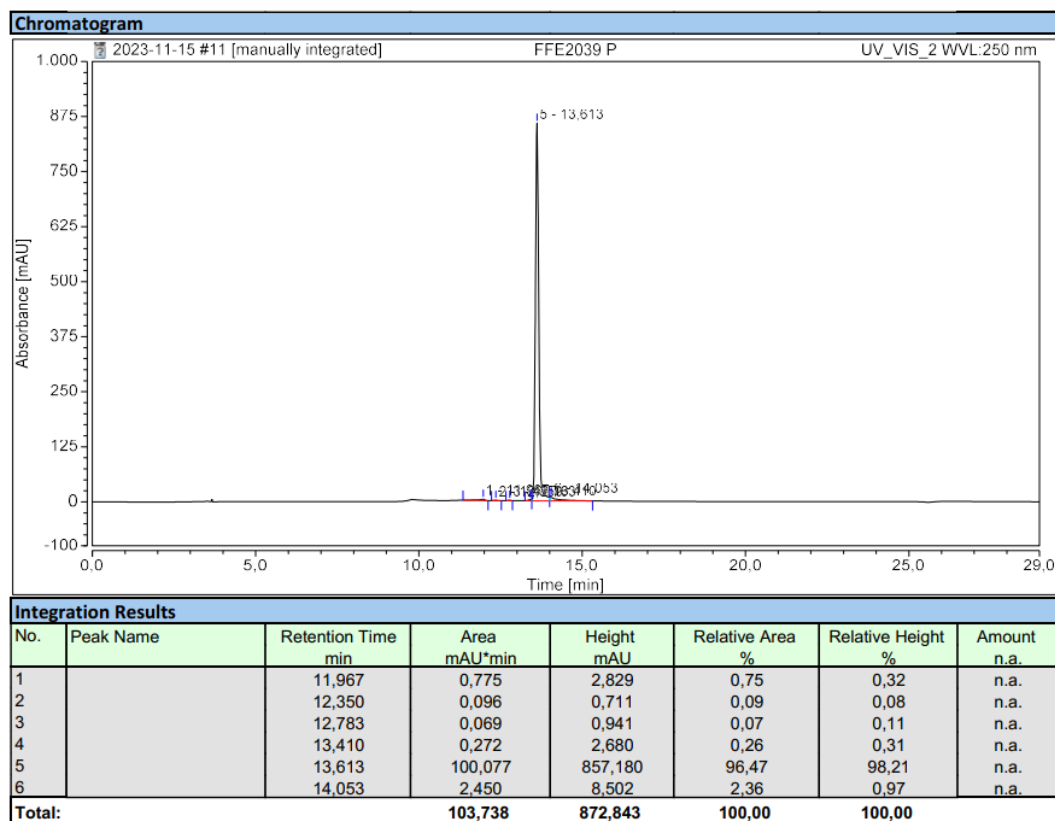 Chromatogram
2023-11-15 #11 [manually integrated] FFE2039 P UV_VIS_2 WVL:250 nm
1.000
5 - 13,613
875
750
625
500
375
250
125
0
-100
Absorbance [mAU]
14,053
0,0 5,0 10,0 15,0 20,0 25,0 29,0
Time [min]
Integration Results
No. Peak Name Retention Time Area Height Relative Area Relative Height Amount
min mAU*min mAU % % n.a.
1 11,967 0,775 2,829 0,75 0,32 n.a.
2 12,350 0,096 0,711 0,09 0,08 n.a.
3 12,783 0,069 0,941 0,07 0,11 n.a.
4 13,410 0,272 2,680 0,26 0,31 n.a.
5 13,613 100,077 857,180 96,47 98,21 n.a.
6 14,053 2,450 8,502 2,36 0,97 n.a.
Total: 103,738 872,843 100,00 100,00